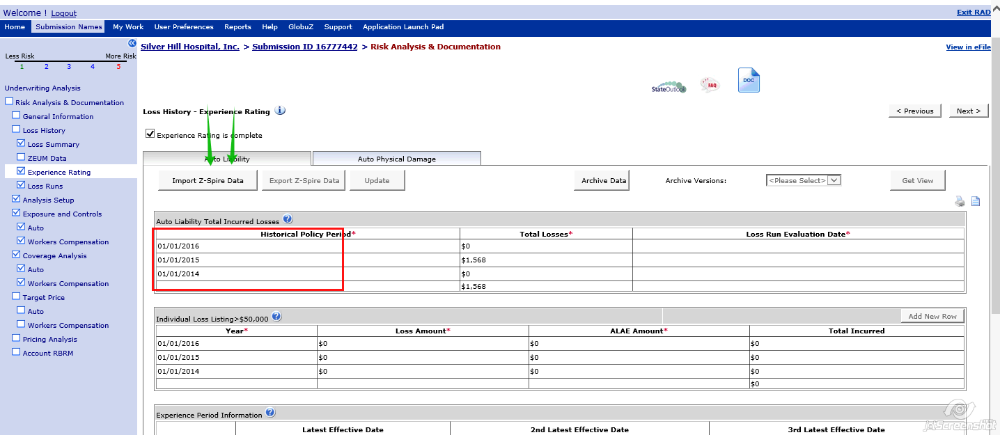 Welcome ! Logout
Exit RAD
Home Submission Names My Work User Preferences Reports Help GlobuZ Support Application Launch Pad
Silver Hill Hospital, Inc. > Submission ID 16777442 > Risk Analysis & Documentation
View in eFile
Less Risk More Risk
1 2 3 4 5
Underwriting Analysis
Risk Analysis & Documentation
General Information
Loss History
Loss Summary
ZEUM Data
Experience Rating
Loss Runs
Analysis Setup
Exposure and Controls
Auto
Workers Compensation
Coverage Analysis
Auto
Workers Compensation
Target Price
Auto
Workers Compensation
Pricing Analysis
Account RBRM
StateOutlook FAQ DOC
Loss History - Experience Rating i
< Previous Next >
Experience Rating is complete
Auto Liability Auto Physical Damage
Import Z-Spire Data Export Z-Spire Data Update Archive Data Archive Versions: <Please Select> Get View
Auto Liability Total Incurred Losses ?
Historical Policy Period* Total Losses* Loss Run Evaluation Date*
01/01/2016 $0
01/01/2015 $1,568
01/01/2014 $0
$1,568
Individual Loss Listing>$50,000 ? Add New Row
Year* Loss Amount* ALAE Amount* Total Incurred
01/01/2016 $0 $0 $0
01/01/2015 $0 $0 $0
01/01/2014 $0 $0 $0
$0
Experience Period Information ?
Latest Effective Date 2nd Latest Effective Date 3rd Latest Effective Date
jetScreenshot